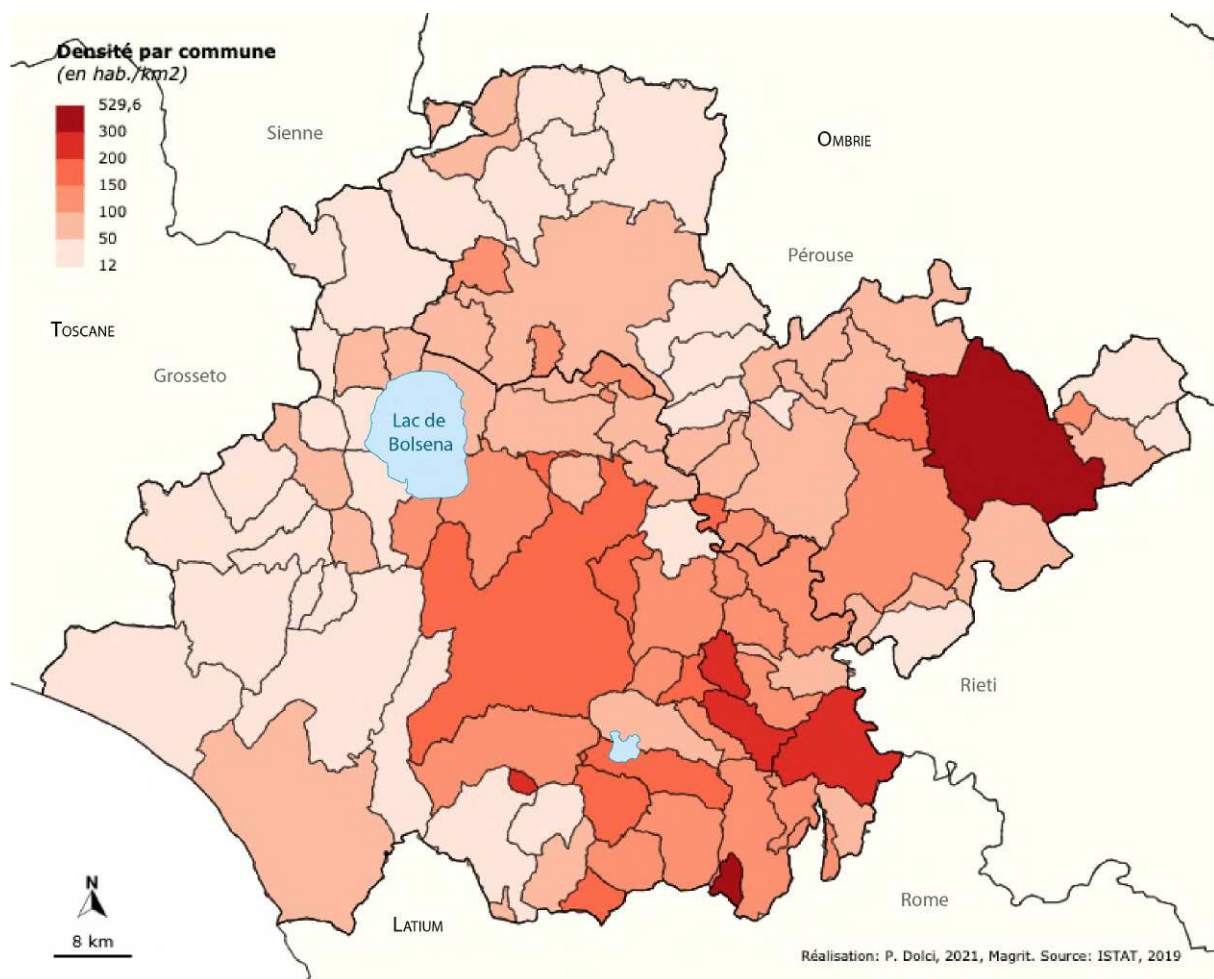 Densité par commune
(en hab./km2)
529,6
300
200
150
100
50
12
Sienne
OMBRIE
Pérouse
TOSCANE
Grosseto
Lac de
Bolsena
Rieti
Rome
LATIUM
N
8 km
Réalisation: P. Dolci, 2021, Magrit. Source: ISTAT, 2019